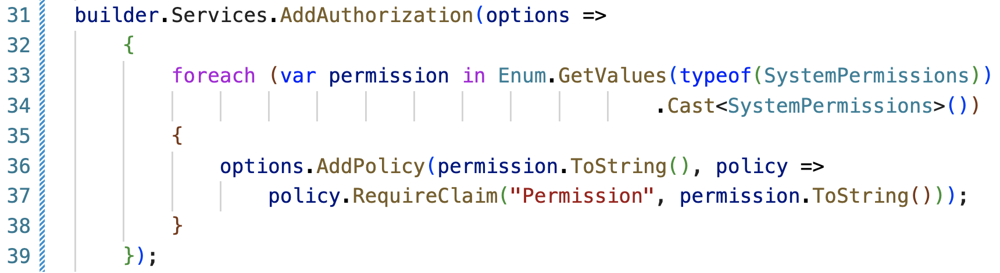 31 builder.Services.AddAuthorization(options =>
32     {
33         foreach (var permission in Enum.GetValues(typeof(SystemPermissions))
34                                                 .Cast<SystemPermissions>())
35         {
36             options.AddPolicy(permission.ToString(), policy =>
37                 policy.RequireClaim("Permission", permission.ToString()));
38         }
39     });